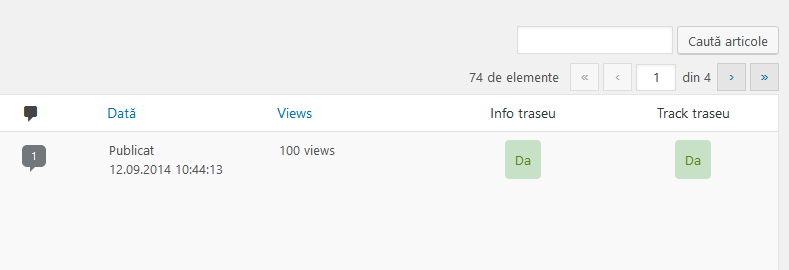 Caută articole
74 de elemente « ‹ 1 din 4 › »
Dată Views Info traseu Track traseu
1 Publicat 100 views Da Da
12.09.2014 10:44:13